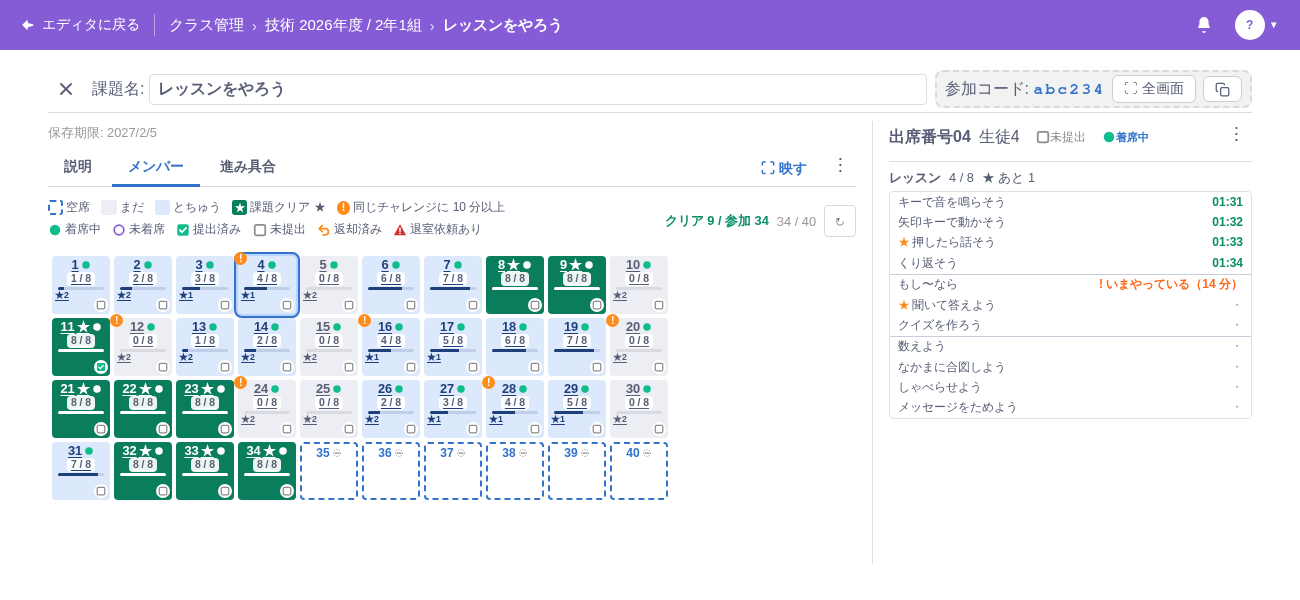 エディタに戻る クラス管理 › 技術 2026年度 / 2年1組 › レッスンをやろう ?
課題名: レッスンをやろう 参加コード: abc234 全画面
保存期限: 2027/2/5
説明 メンバー 進み具合 映す
空席 まだ とちゅう ★ 課題クリア ★ ! 同じチャレンジに 10 分以上
着席中 未着席 提出済み 未提出 返却済み 退室依頼あり
クリア 9 / 参加 34 34 / 40
! 
1 2 3 4 5 6 7 8★ 9★ 10
1 / 8 2 / 8 3 / 8 4 / 8 0 / 8 6 / 8 7 / 8 8 / 8 8 / 8 0 / 8
★2 ★2 ★1 ★1 ★2 ★2
! ! !
11★ 12 13 14 15 16 17 18 19 20
8 / 8 0 / 8 1 / 8 2 / 8 0 / 8 4 / 8 5 / 8 6 / 8 7 / 8 0 / 8
★2 ★2 ★2 ★2 ★1 ★1 ★2
! !
21★ 22★ 23★ 24 25 26 27 28 29 30
8 / 8 8 / 8 8 / 8 0 / 8 0 / 8 2 / 8 3 / 8 4 / 8 5 / 8 0 / 8
★2 ★2 ★2 ★1 ★1 ★1 ★2
31 32★ 33★ 34★ 35 36 37 38 39 40
7 / 8 8 / 8 8 / 8 8 / 8
出席番号04 生徒4 未提出 着席中
レッスン 4 / 8 ★ あと 1
キーで音を鳴らそう 01:31
矢印キーで動かそう 01:32
★ 押したら話そう 01:33
くり返そう 01:34
もし〜なら ! いまやっている（14 分）
★ 聞いて答えよう ·
クイズを作ろう ·
数えよう ·
なかまに合図しよう ·
しゃべらせよう ·
メッセージをためよう ·